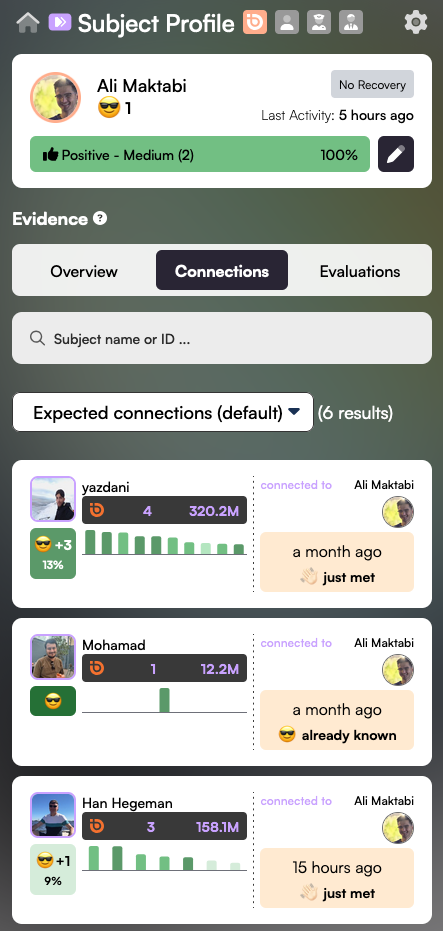 Subject Profile
Ali Maktabi
😎 1
No Recovery
Last Activity: 5 hours ago
Positive - Medium (2) 100%
Evidence ?
Overview Connections Evaluations
Subject name or ID ...
Expected connections (default) (6 results)
yazdani
4 320.2M
😎 +3
13%
connected to Ali Maktabi
a month ago
👋🏻 just met
Mohamad
1 12.2M
😎
connected to Ali Maktabi
a month ago
😎 already known
Han Hegeman
3 158.1M
😎 +1
9%
connected to Ali Maktabi
15 hours ago
👋🏻 just met